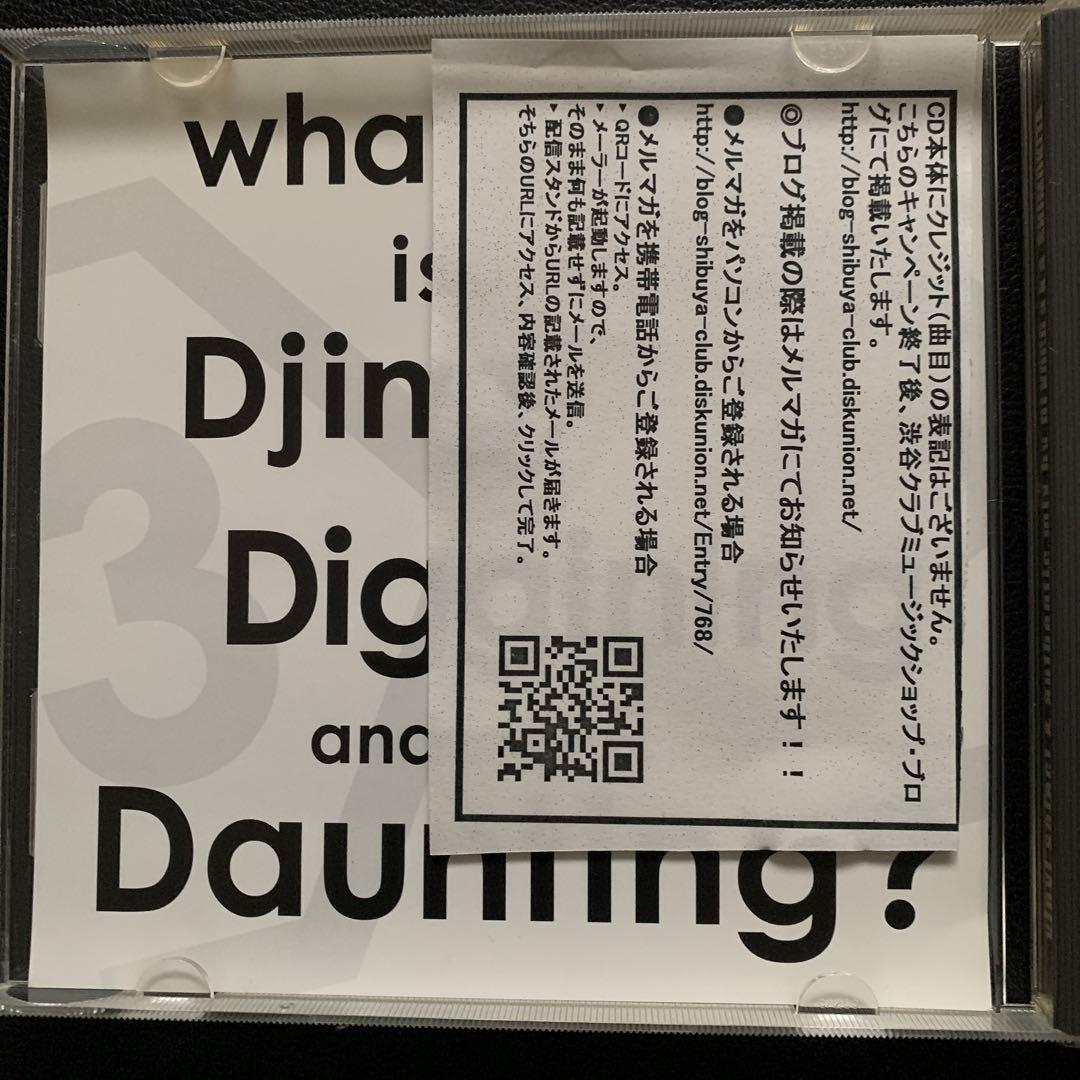 wha
is
Djin
Dig
and
Daunting?
CD本体にクレジット(曲目)の表記はございません。
こちらのキャンペーン終了後、渋谷クラブミュージックショップ・ブロ
グにて掲載いたします。
http://blog-shibuya-club.diskunion.net/
◎ブログ掲載の際はメルマガにてお知らせいたします！！
●メルマガをパソコンからご登録される場合
http://blog-shibuya-club.diskunion.net/Entry/768/
●メルマガを携帯電話からご登録される場合
▸QRコードにアクセス。
▸メーラーが起動しますので、
そのまま何も記載せずにメールを送信。
▸配信スタンドからURLの記載されたメールが届きます。
そちらのURLにアクセス、内容確認後、クリックして完了。
3